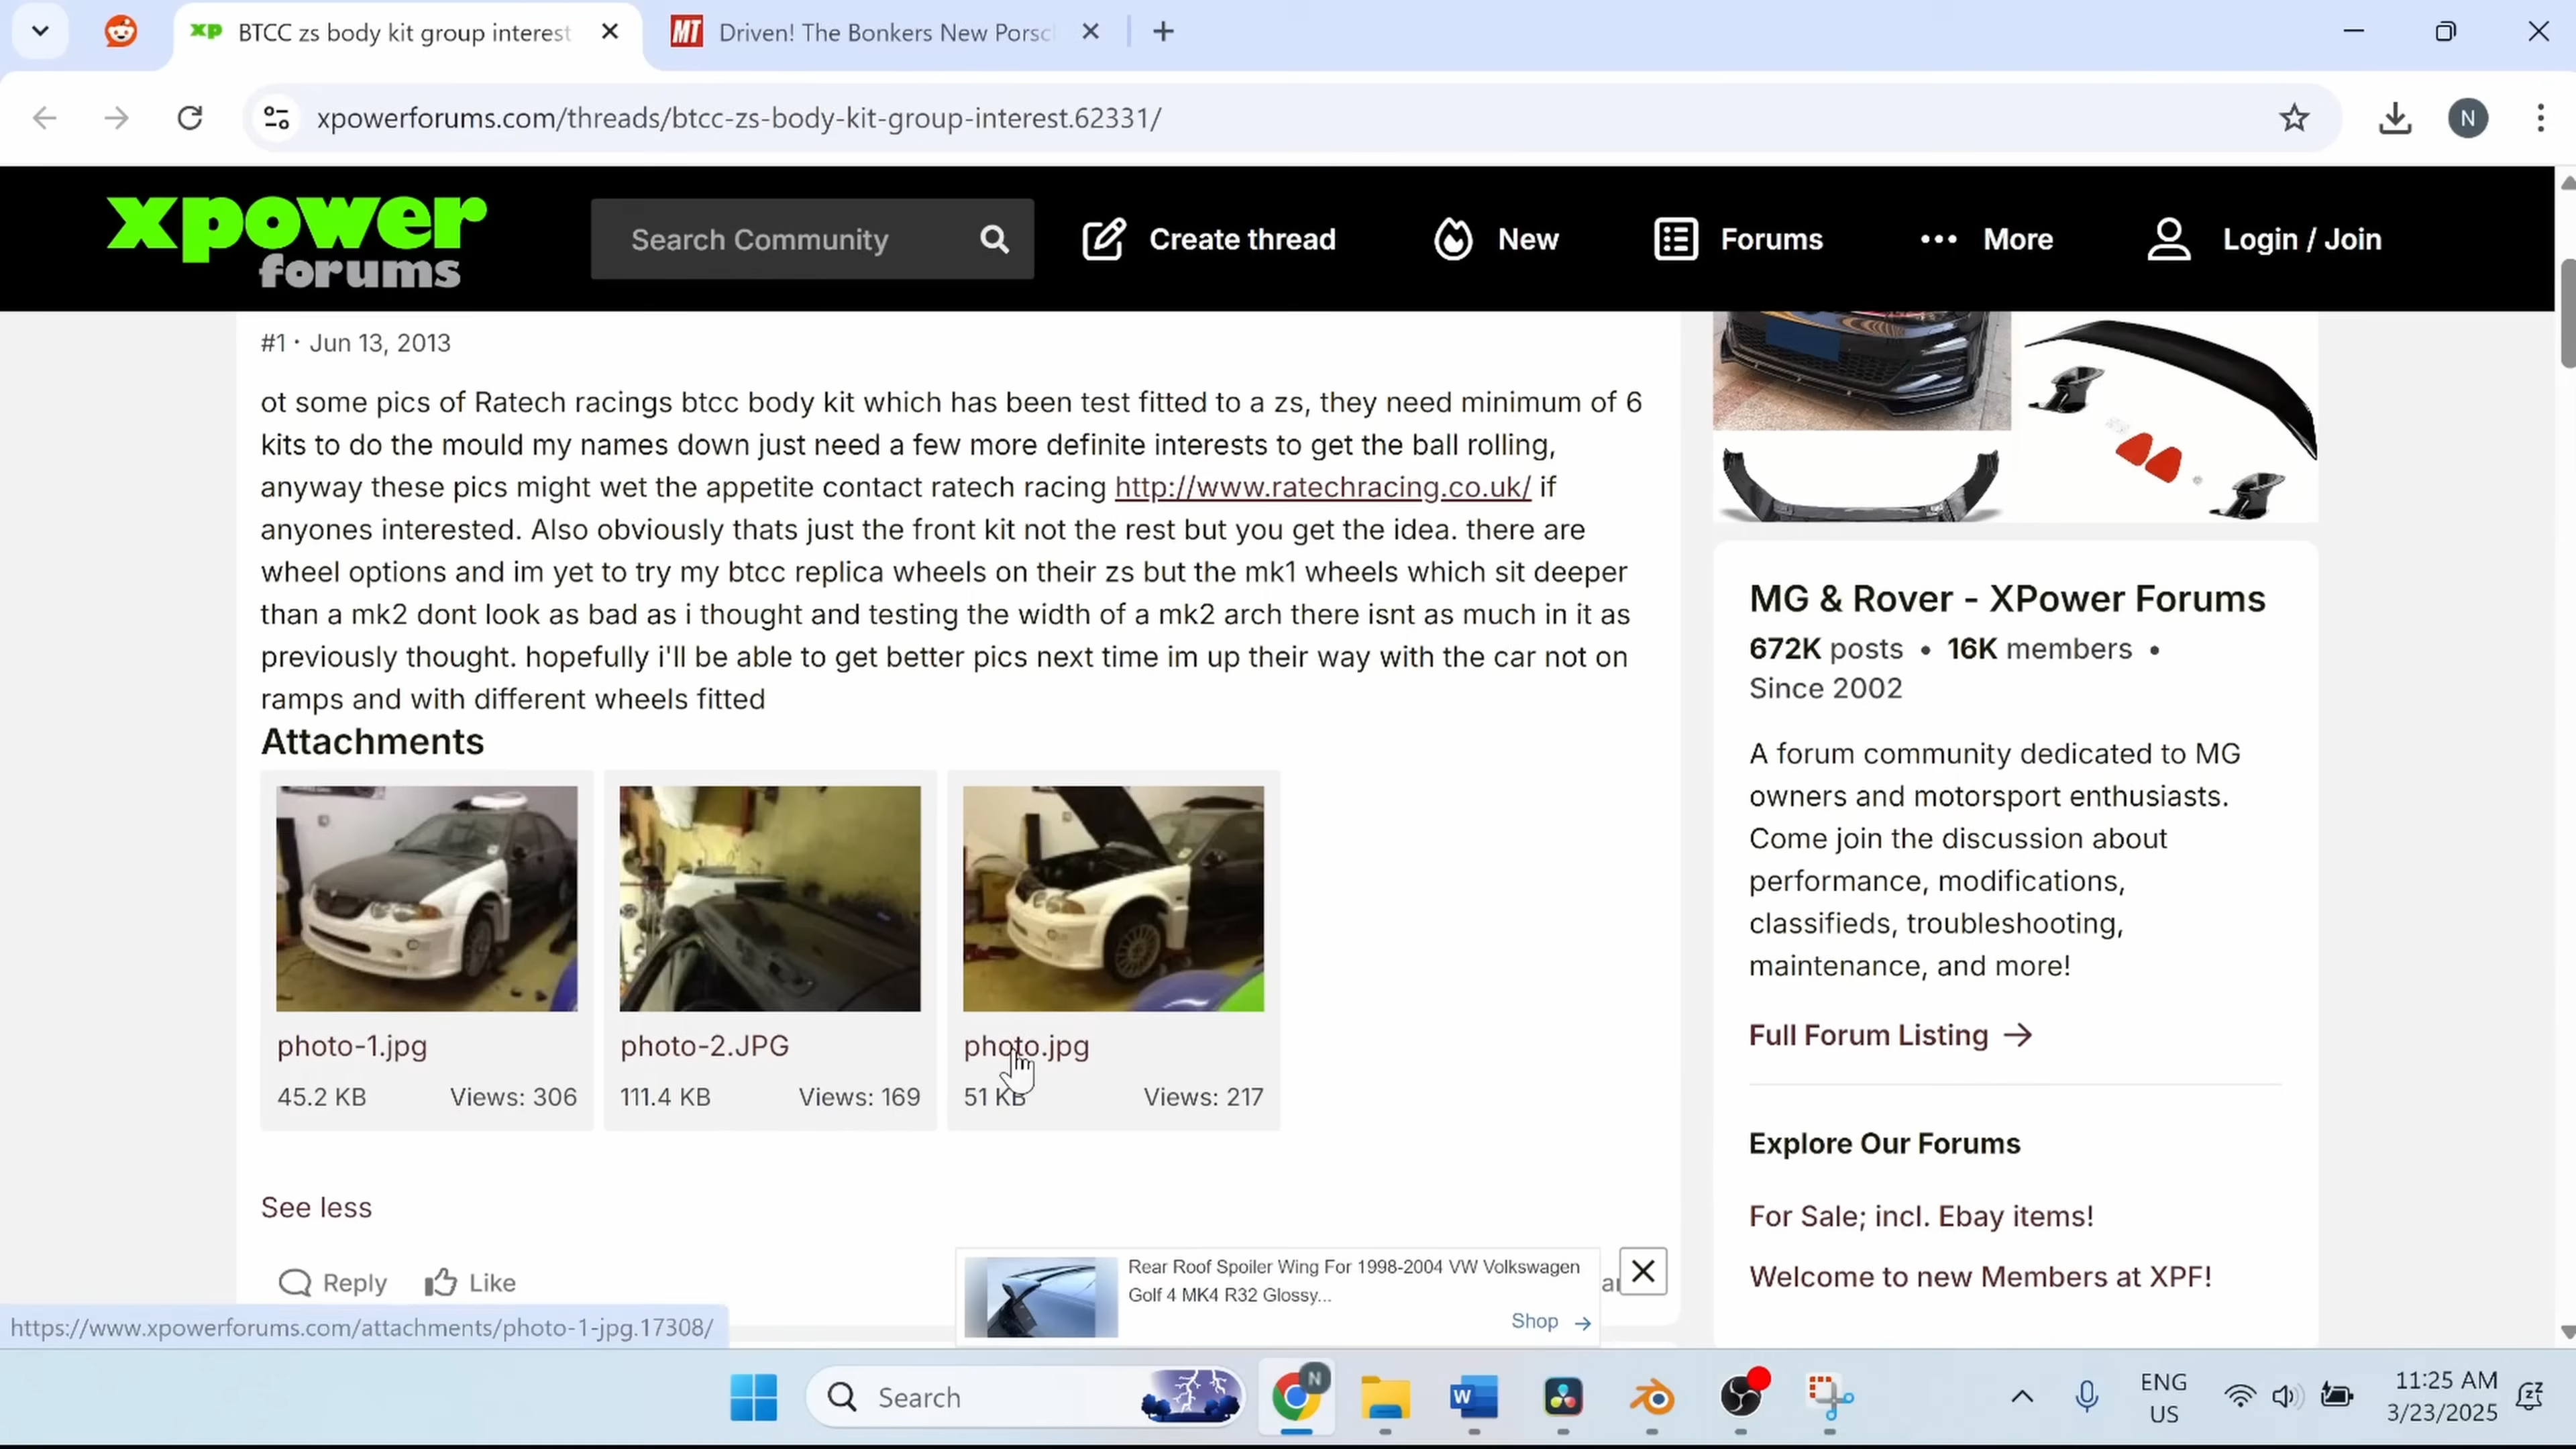 BTCC zs body kit group interest
MT
Driven! The Bonkers New Porsc
xpowerforums.com/threads/btcc-zs-body-kit-group-interest.62331/
N
xpower
forums
Search Community
Create thread
New
Forums
More
Login / Join
#1 · Jun 13, 2013
ot some pics of Ratech racings btcc body kit which has been test fitted to a zs, they need minimum of 6
kits to do the mould my names down just need a few more definite interests to get the ball rolling,
anyway these pics might wet the appetite contact ratech racing http://www.ratechracing.co.uk/ if
anyones interested. Also obviously thats just the front kit not the rest but you get the idea. there are
wheel options and im yet to try my btcc replica wheels on their zs but the mk1 wheels which sit deeper
than a mk2 dont look as bad as i thought and testing the width of a mk2 arch there isnt as much in it as
previously thought. hopefully i'll be able to get better pics next time im up their way with the car not on
ramps and with different wheels fitted
Attachments
photo-1.jpg
45.2 KB Views: 306
photo-2.JPG
111.4 KB Views: 169
photo.jpg
51 KB Views: 217
See less
Reply
Like
MG & Rover - XPower Forums
672K posts • 16K members •
Since 2002
A forum community dedicated to MG
owners and motorsport enthusiasts.
Come join the discussion about
performance, modifications,
classifieds, troubleshooting,
maintenance, and more!
Full Forum Listing
Explore Our Forums
For Sale; incl. Ebay items!
Welcome to new Members at XPF!
Rear Roof Spoiler Wing For 1998-2004 VW Volkswagen
Golf 4 MK4 R32 Glossy...
Shop
https://www.xpowerforums.com/attachments/photo-1-jpg.17308/
Search
N
W
ENG
US
11:25 AM
3/23/2025